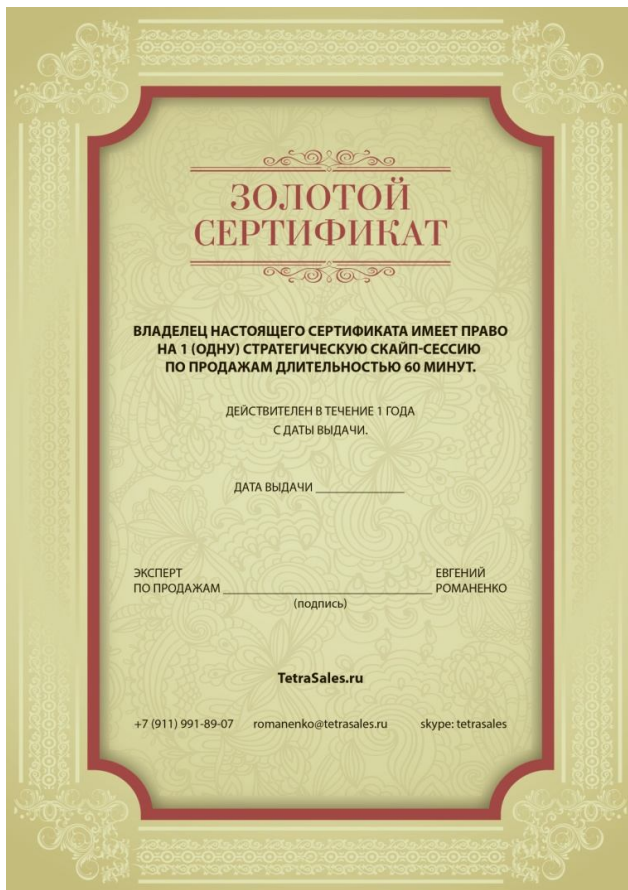 ЗОЛОТОЙ
СЕРТИФИКАТ
ВЛАДЕЛЕЦ НАСТОЯЩЕГО СЕРТИФИКАТА ИМЕЕТ ПРАВО
НА 1 (ОДНУ) СТРАТЕГИЧЕСКУЮ СКАЙП-СЕССИЮ
ПО ПРОДАЖАМ ДЛИТЕЛЬНОСТЬЮ 60 МИНУТ.
ДЕЙСТВИТЕЛЕН В ТЕЧЕНИЕ 1 ГОДА
С ДАТЫ ВЫДАЧИ.
ДАТА ВЫДАЧИ ______________
ЭКСПЕРТ ЕВГЕНИЙ
ПО ПРОДАЖАМ _________________________________ РОМАНЕНКО
(подпись)
TetraSales.ru
+7 (911) 991-89-07 romanenko@tetrasales.ru skype: tetrasales